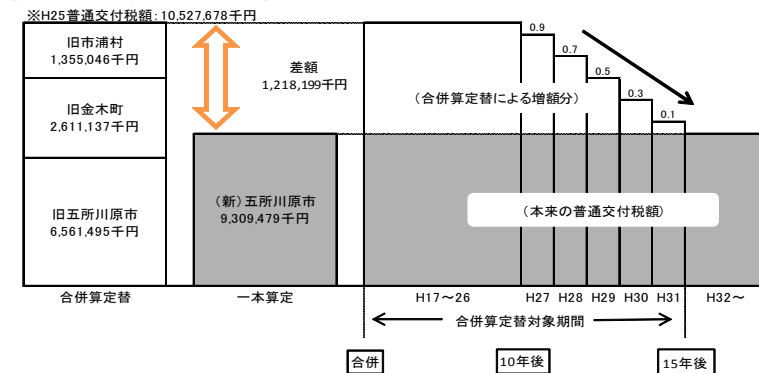 ※H25普通交付税額：10,527,678千円
旧市浦村
1,355,046千円
旧金木町
2,611,137千円
旧五所川原市
6,561,495千円
差額
1,218,199千円
（新）五所川原市
9,309,479千円
0.9
0.7
0.5
0.3
0.1
（合併算定替による増額分）
（本来の普通交付税額）
合併算定替
一本算定
H17～26
H27
H28
H29
H30
H31
H32～
合併算定替対象期間
合併
10年後
15年後